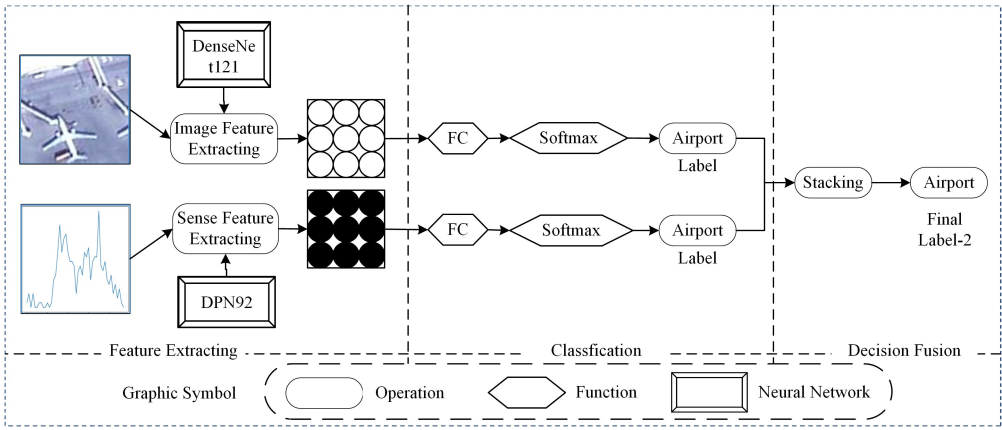 DenseNe
t121
Image Feature
Extracting
FC
Softmax
Airport
Label
Stacking
Airport
Final
Label-2
Sense Feature
Extracting
FC
Softmax
Airport
Label
DPN92
Feature Extracting
Classfication
Decision Fusion
Graphic Symbol
Operation
Function
Neural Network